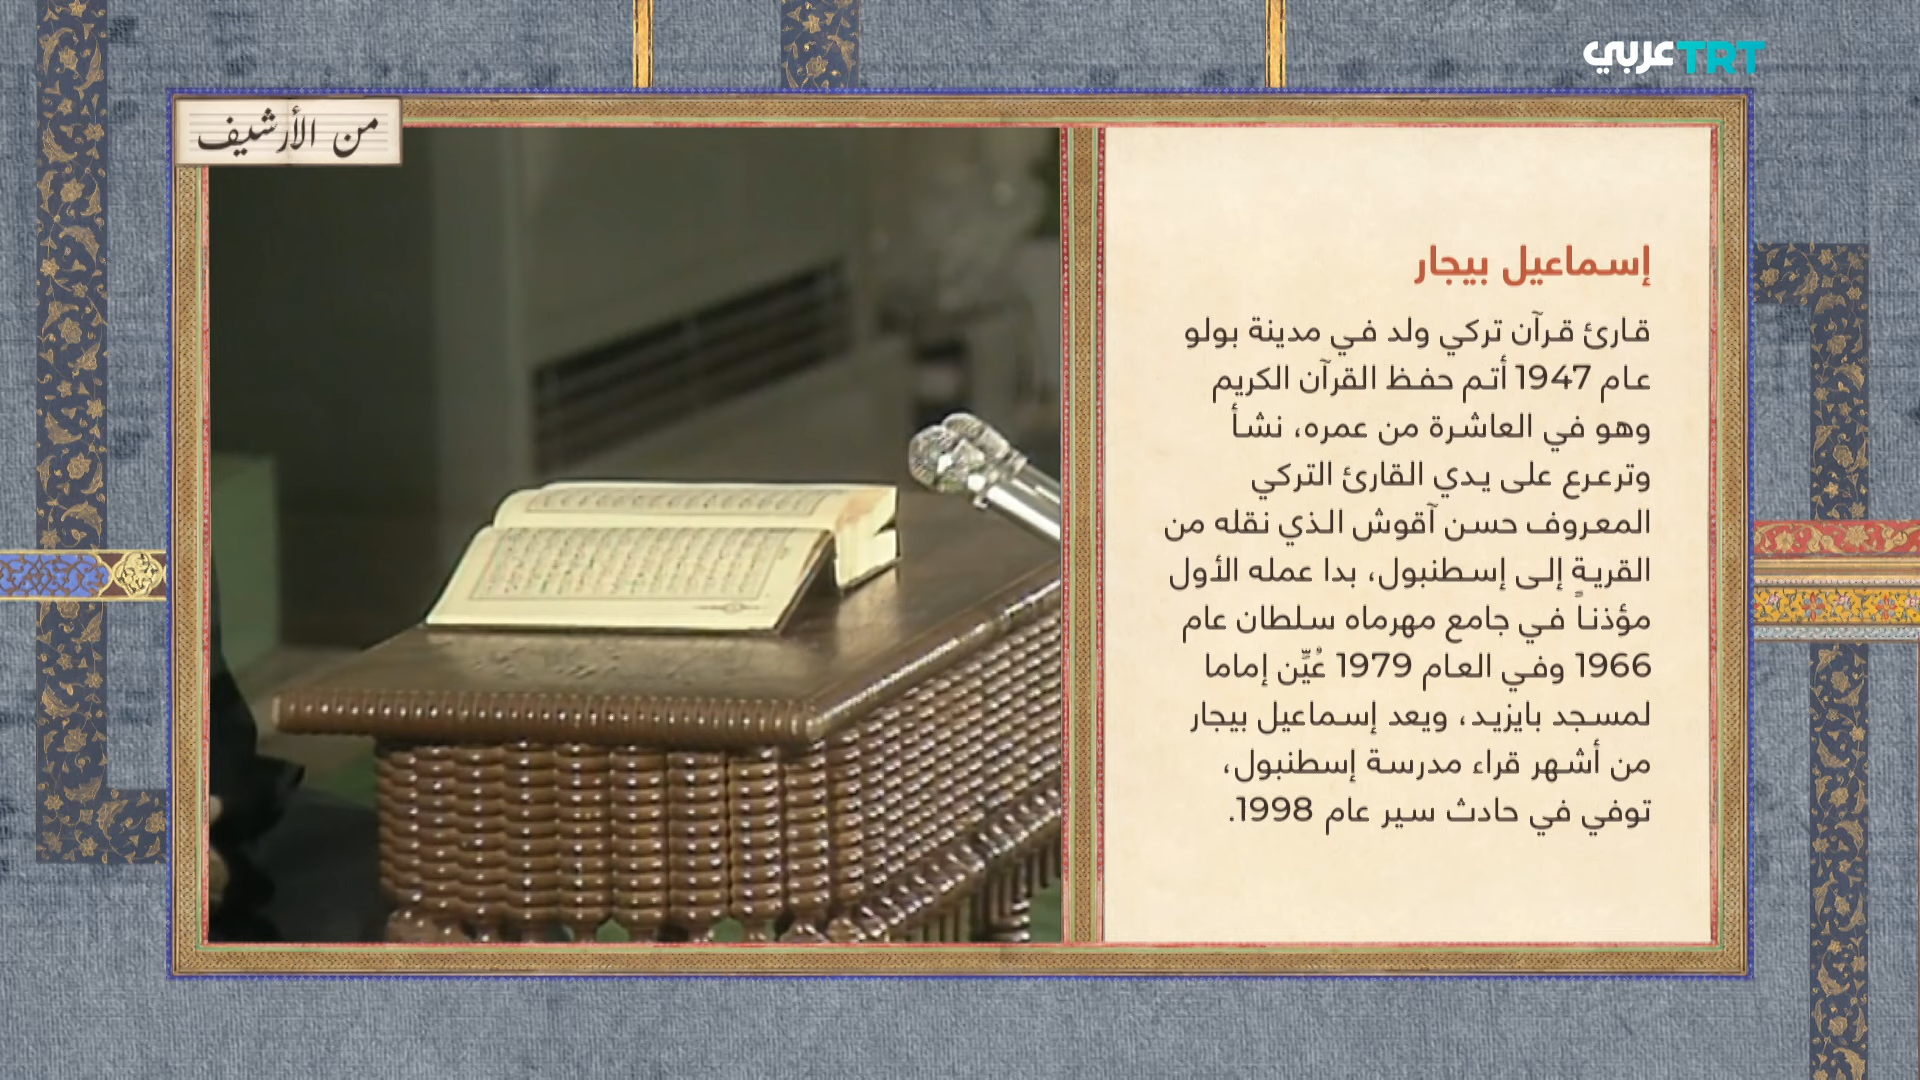 TRT عربي
من الأرشيف
إسماعيل بيجار
قارئ قرآن تركي ولد في مدينة بولو
عام 1947 أتم حفظ القرآن الكريم
وهو في العاشرة من عمره، نشأ
وترعرع على يدي القارئ التركي
المعروف حسن آقوش الذي نقله من
القرية إلى إسطنبول، بدا عمله الأول
مؤذناً في جامع مهرماه سلطان عام
1966 وفي العام 1979 عُيِّن إماما
لمسجد بايزيد، ويعد إسماعيل بيجار
من أشهر قراء مدرسة إسطنبول،
توفي في حادث سير عام 1998.